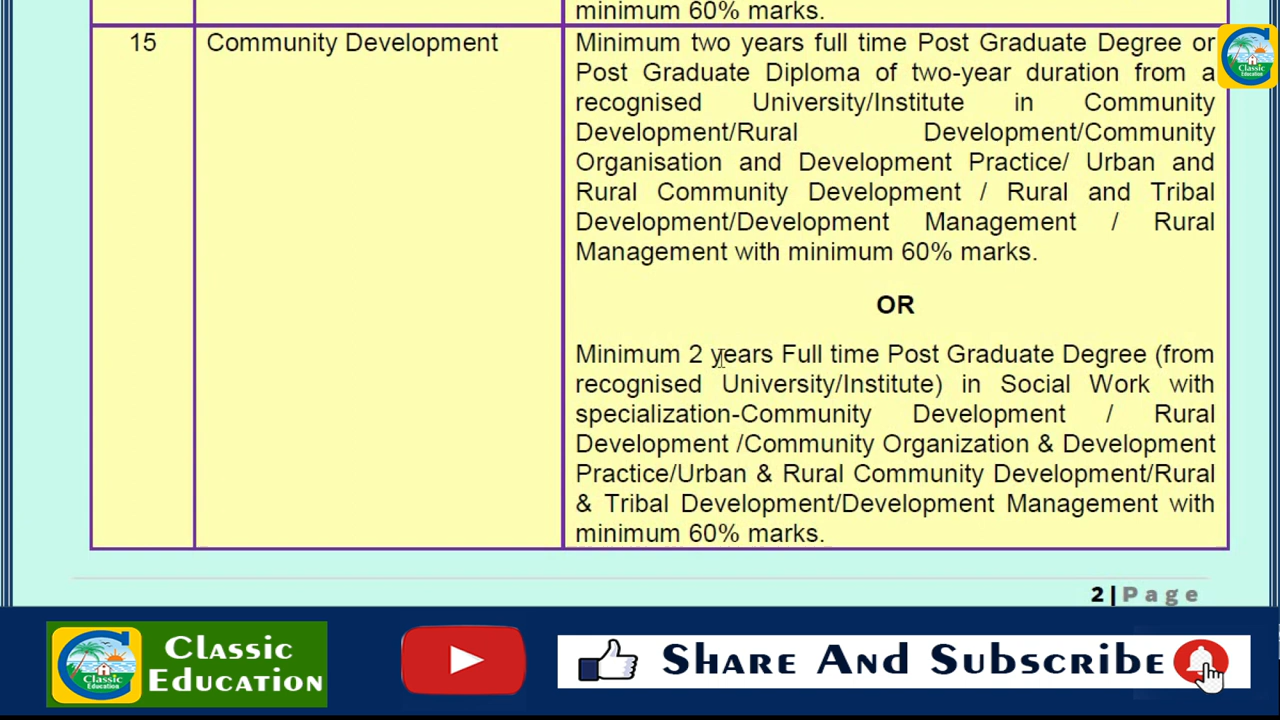 minimum 60% marks.
15 Community Development Minimum two years full time Post Graduate Degree or
Post Graduate Diploma of two-year duration from a
recognised University/Institute in Community
Development/Rural Development/Community
Organisation and Development Practice/ Urban and
Rural Community Development / Rural and Tribal
Development/Development Management / Rural
Management with minimum 60% marks.
OR
Minimum 2 years Full time Post Graduate Degree (from
recognised University/Institute) in Social Work with
specialization-Community Development / Rural
Development /Community Organization & Development
Practice/Urban & Rural Community Development/Rural
& Tribal Development/Development Management with
minimum 60% marks.
2 | Page
Classic
Education
Classic
Education
Classic
Education
Share And Subscribe